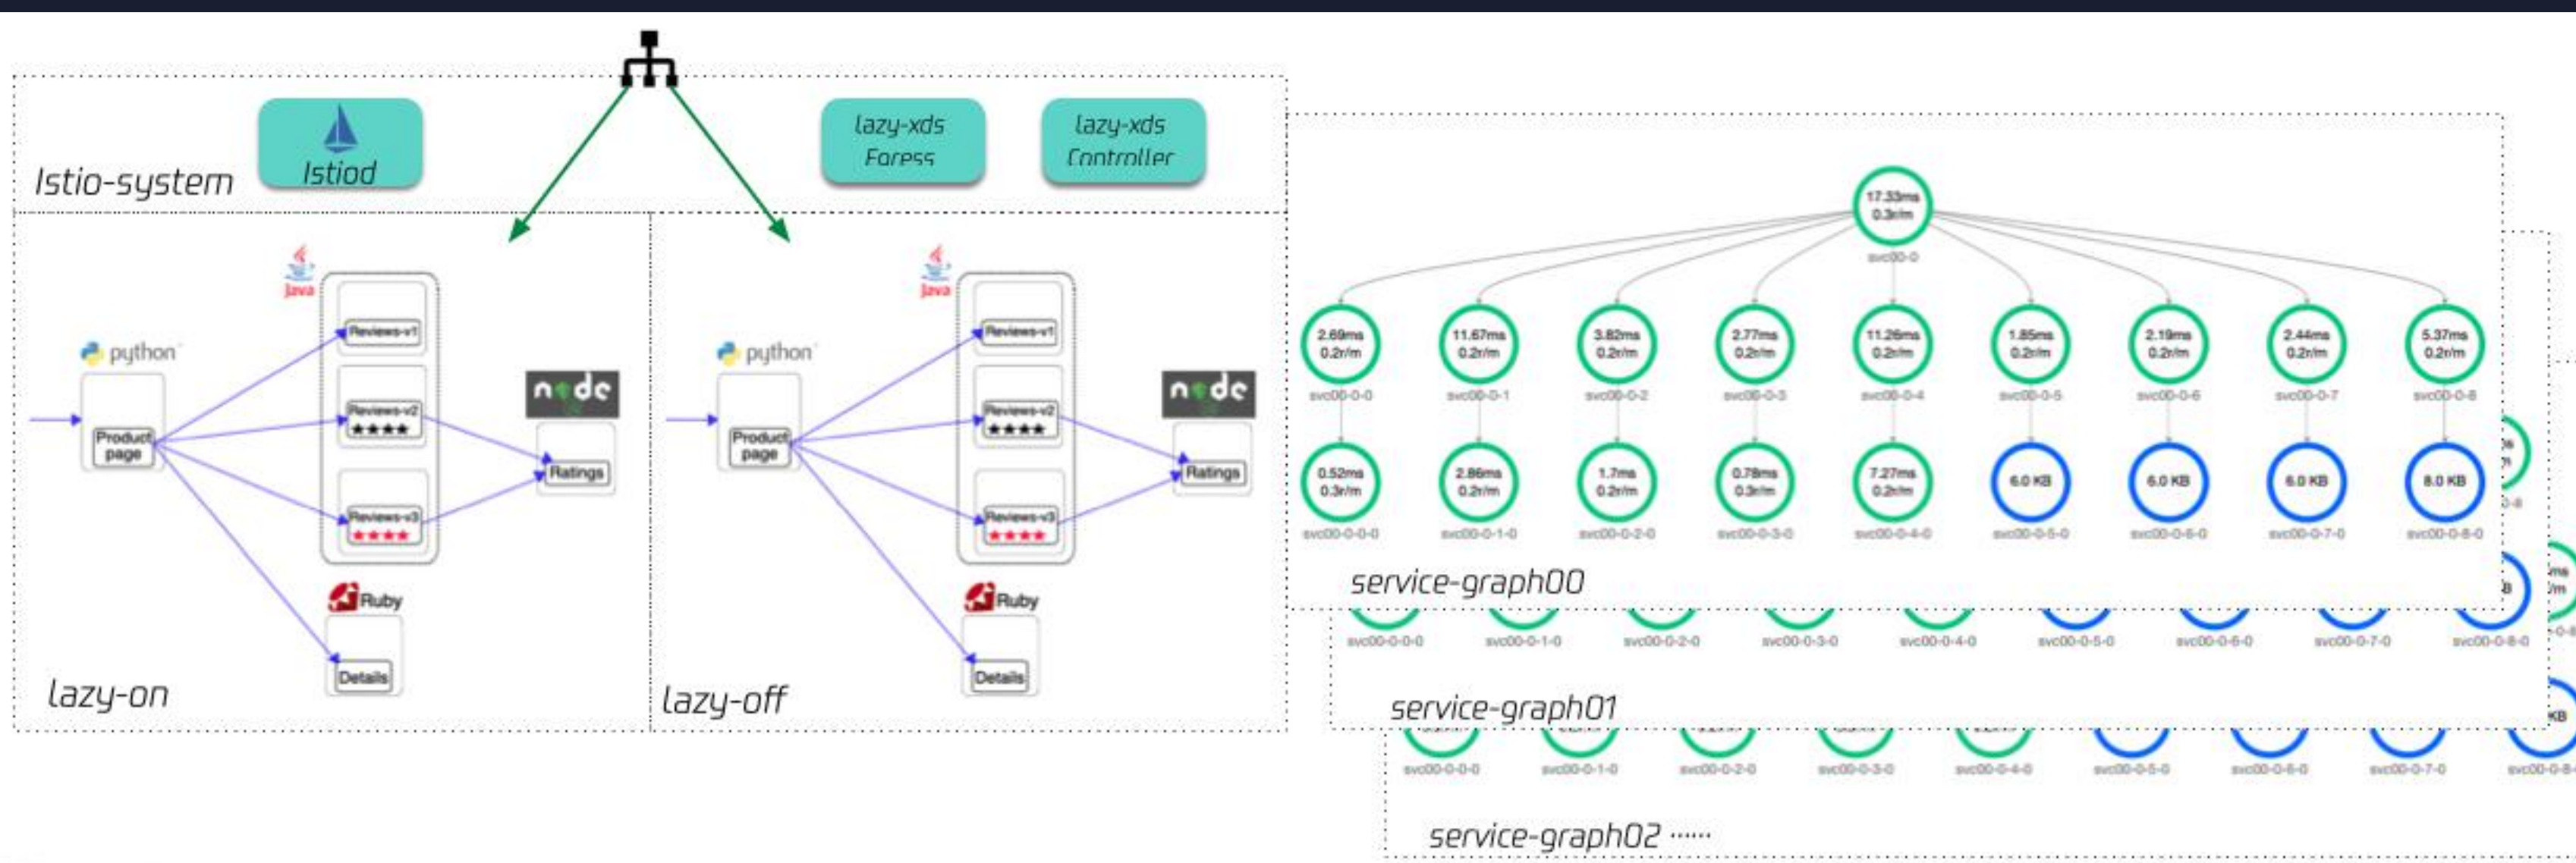 Istio-system
Istiod
lazy-xds
Egress
lazy-xds
Controller
Java
python
Product
page
Reviews-v1
Reviews-v2
Reviews-v3
node
Ratings
Ruby
Details
lazy-on
Java
python
Product
page
Reviews-v1
Reviews-v2
Reviews-v3
node
Ratings
Ruby
Details
lazy-off
17.33ms
0.3r/m
svc00-0
2.69ms
0.2r/m
svc00-0-0
11.67ms
0.2r/m
svc00-0-1
3.82ms
0.2r/m
svc00-0-2
2.77ms
0.2r/m
svc00-0-3
11.26ms
0.2r/m
svc00-0-4
1.85ms
0.2r/m
svc00-0-5
2.19ms
0.2r/m
svc00-0-6
2.44ms
0.2r/m
svc00-0-7
5.37ms
0.2r/m
svc00-0-8
0.52ms
0.3r/m
svc00-0-0-0
2.86ms
0.2r/m
svc00-0-1-0
1.7ms
0.2r/m
svc00-0-2-0
0.78ms
0.3r/m
svc00-0-3-0
7.27ms
0.2r/m
svc00-0-4-0
6.0 KB
svc00-0-5-0
6.0 KB
svc00-0-6-0
6.0 KB
svc00-0-7-0
8.0 KB
svc00-0-8-0
service-graph00
svc00-0-0-0
svc00-0-1-0
svc00-0-2-0
svc00-0-3-0
svc00-0-4-0
svc00-0-5-0
svc00-0-6-0
svc00-0-7-0
svc00-0-8-0
service-graph01
svc00-0-0-0
svc00-0-1-0
svc00-0-2-0
svc00-0-3-0
svc00-0-4-0
svc00-0-5-0
svc00-0-6-0
svc00-0-7-0
svc00-0-8-
service-graph02 ······